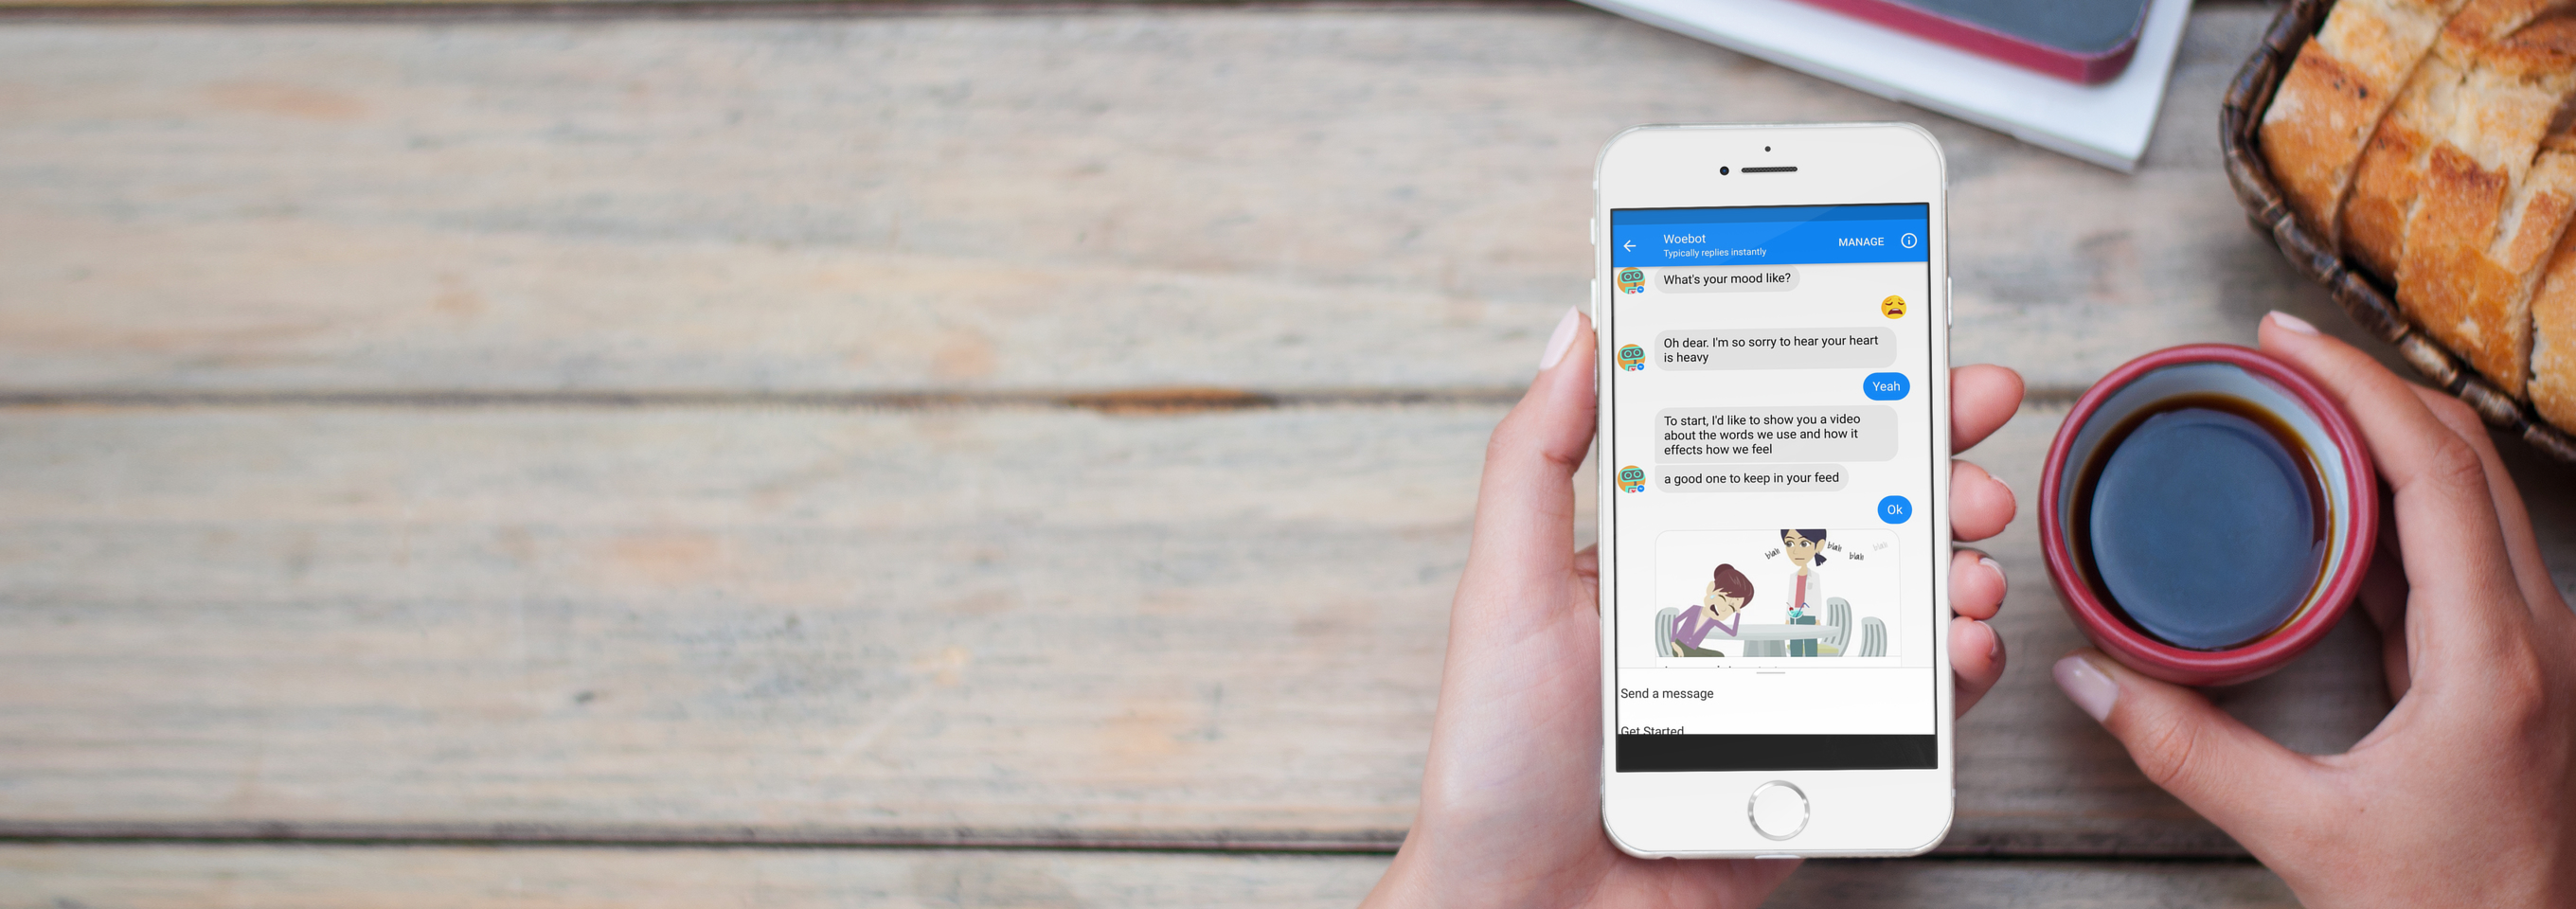 Woebot
Typically replies instantly
MANAGE
What's your mood like?
Oh dear. I'm so sorry to hear your heart
is heavy
Yeah
To start, I'd like to show you a video
about the words we use and how it
effects how we feel
a good one to keep in your feed
Ok
blah
blah
blah
blah
Send a message
Get Started